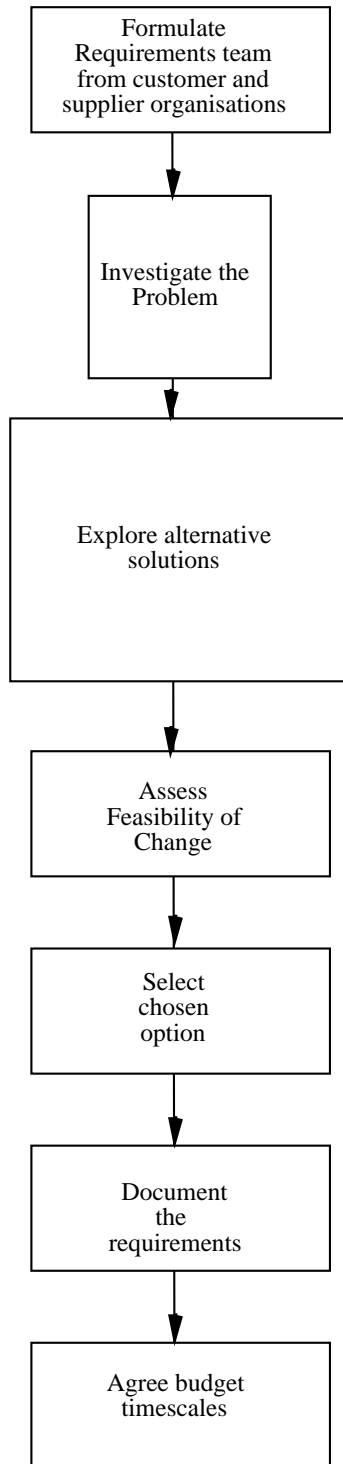 Formulate
Requirements team
from customer and
supplier organisations
Investigate the
Problem
Explore alternative
solutions
Assess
Feasibility of
Change
Select
chosen
option
Document
the
requirements
Agree budget
timescales